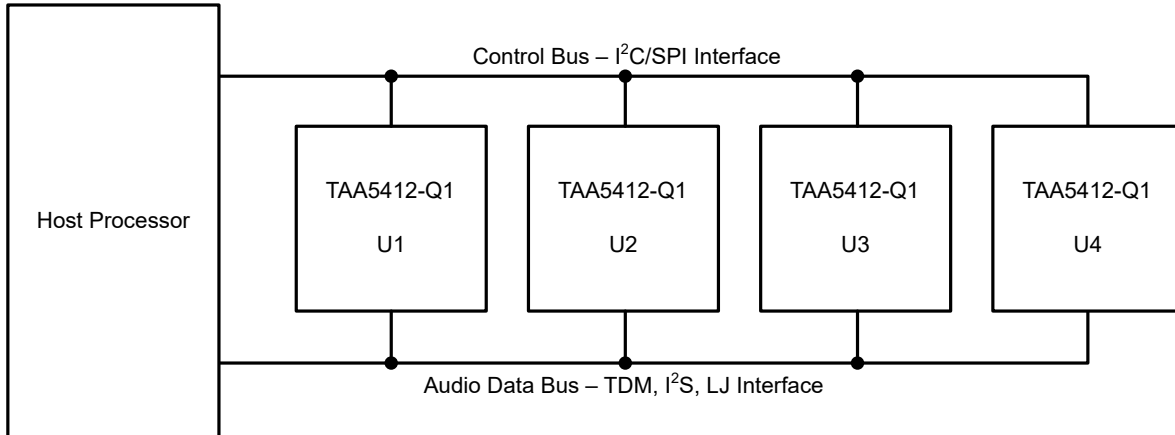 Control Bus – I²C/SPI Interface
Host Processor
TAA5412-Q1
U1
TAA5412-Q1
U2
TAA5412-Q1
U3
TAA5412-Q1
U4
Audio Data Bus – TDM, I²S, LJ Interface